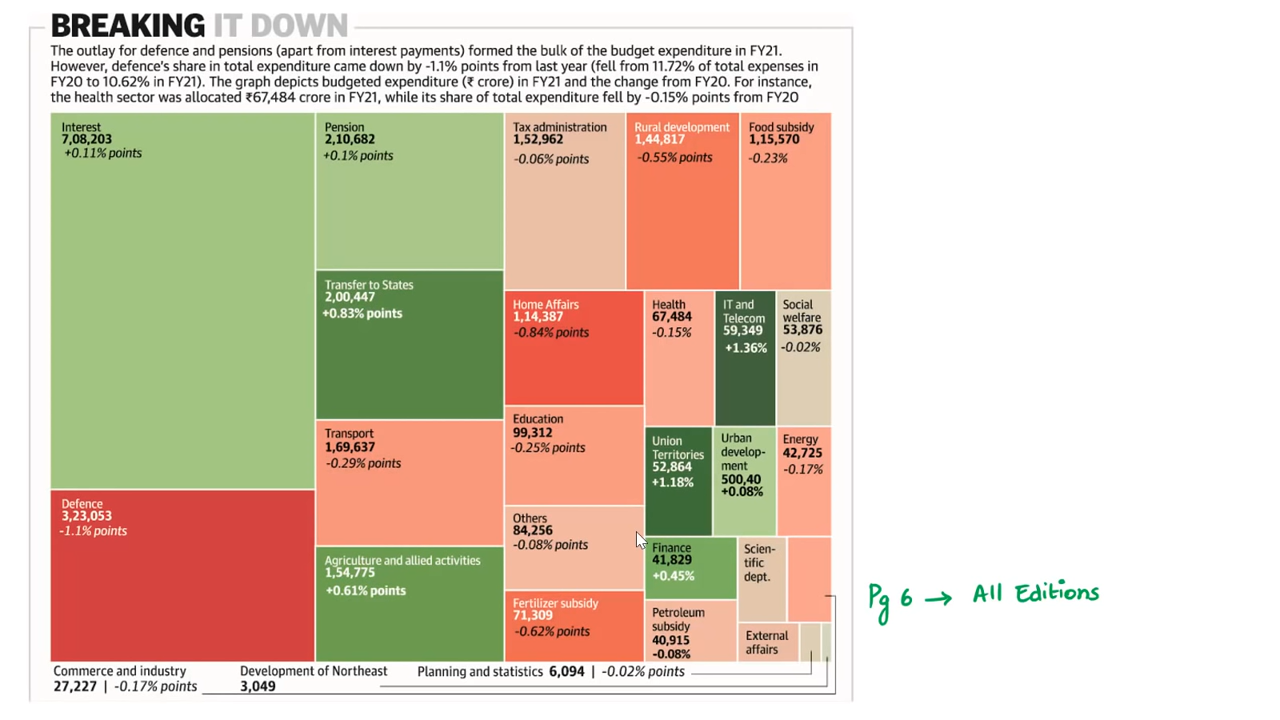 BREAKING IT DOWN
The outlay for defence and pensions (apart from interest payments) formed the bulk of the budget expenditure in FY21.
However, defence's share in total expenditure came down by -1.1% points from last year (fell from 11.72% of total expenses in
FY20 to 10.62% in FY21). The graph depicts budgeted expenditure (₹ crore) in FY21 and the change from FY20. For instance,
the health sector was allocated ₹67,484 crore in FY21, while its share of total expenditure fell by -0.15% points from FY20
Interest
7,08,203
+0.11% points
Defence
3,23,053
-1.1% points
Pension
2,10,682
+0.1% points
Transfer to States
2,00,447
+0.83% points
Transport
1,69,637
-0.29% points
Agriculture and allied activities
1,54,775
+0.61% points
Tax administration
1,52,962
-0.06% points
Rural development
1,44,817
-0.55% points
Food subsidy
1,15,570
-0.23%
Home Affairs
1,14,387
-0.84% points
Education
99,312
-0.25% points
Others
84,256
-0.08% points
Fertilizer subsidy
71,309
-0.62% points
Health
67,484
-0.15%
IT and
Telecom
59,349
+1.36%
Social
welfare
53,876
-0.02%
Union
Territories
52,864
+1.18%
Urban
develop-
ment
500,40
+0.08%
Energy
42,725
-0.17%
Finance
41,829
+0.45%
Petroleum
subsidy
40,915
-0.08%
Scien-
tific
dept.
External
affairs
Commerce and industry
27,227 | -0.17% points
Development of Northeast
3,049
Planning and statistics 6,094 | -0.02% points
Pg 6 → All Editions